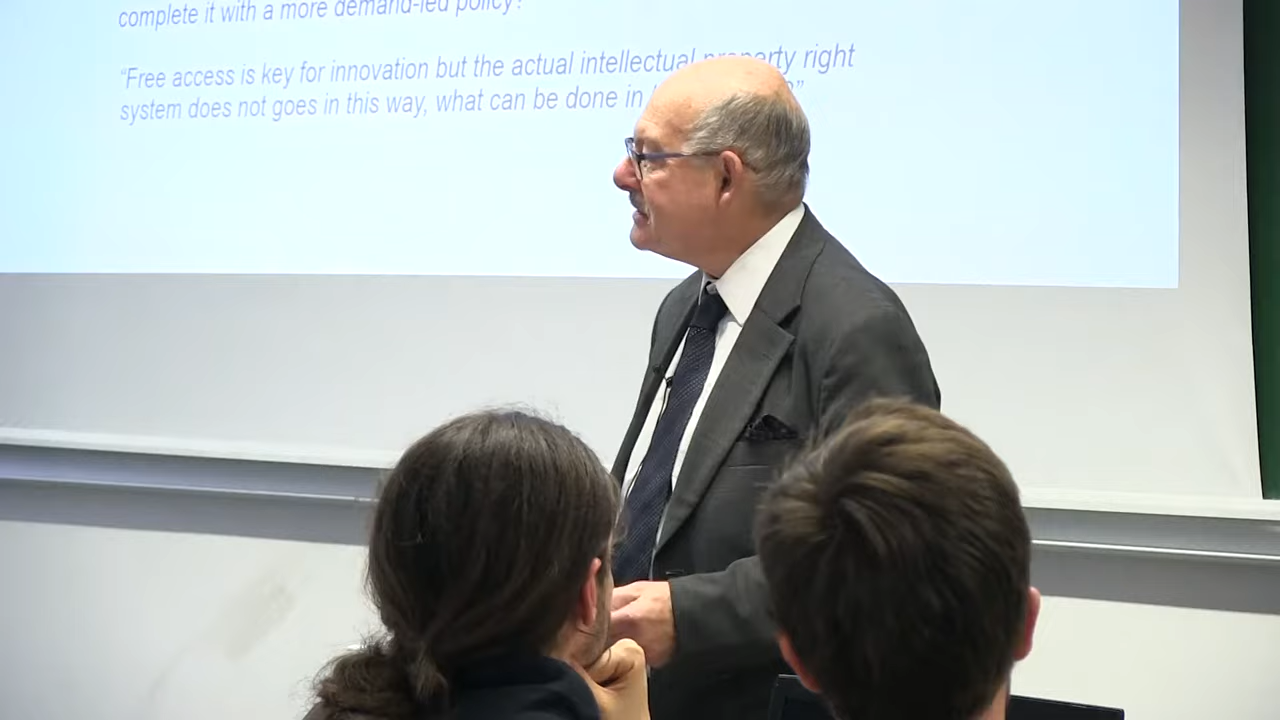 complete it with a more demand-led policy?
“Free access is key for innovation but the actual intellectual property right
system does not goes in this way, what can be done in